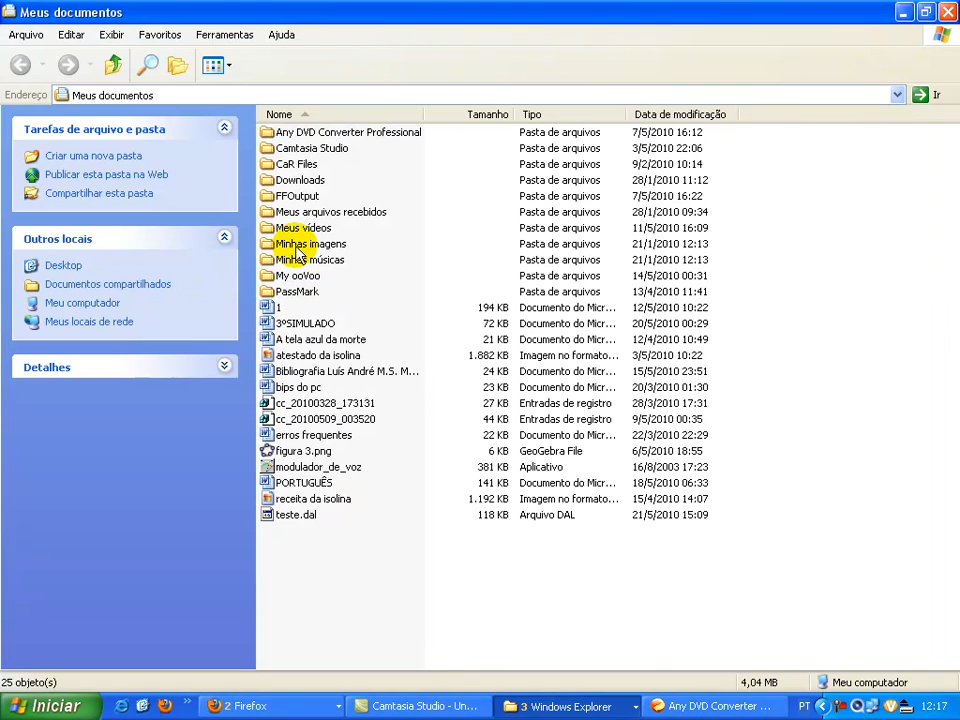 Meus documentos
Arquivo Editar Exibir Favoritos Ferramentas Ajuda
Endereço Meus documentos Ir
Tarefas de arquivo e pasta
Criar uma nova pasta
Publicar esta pasta na Web
Compartilhar esta pasta
Outros locais
Desktop
Documentos compartilhados
Meu computador
Meus locais de rede
Detalhes
Nome Tamanho Tipo Data de modificação
Any DVD Converter Professional Pasta de arquivos 7/5/2010 16:12
Camtasia Studio Pasta de arquivos 3/5/2010 22:06
CaR Files Pasta de arquivos 9/2/2010 10:14
Downloads Pasta de arquivos 28/1/2010 11:12
FFOutput Pasta de arquivos 7/5/2010 16:22
Meus arquivos recebidos Pasta de arquivos 28/1/2010 09:34
Meus vídeos Pasta de arquivos 11/5/2010 16:09
Minhas imagens Pasta de arquivos 21/1/2010 12:13
Minhas músicas Pasta de arquivos 21/1/2010 12:13
My ooVoo Pasta de arquivos 14/5/2010 00:31
PassMark Pasta de arquivos 13/4/2010 11:41
1 194 KB Documento do Micr... 12/5/2010 10:22
3ºSIMULADO 72 KB Documento do Micr... 20/5/2010 00:29
A tela azul da morte 21 KB Documento do Micr... 12/4/2010 10:49
atestado da isolina 1.882 KB Imagem no formato... 3/5/2010 10:22
Bibliografia Luís André M.S. M... 24 KB Documento do Micr... 15/5/2010 23:51
bips do pc 23 KB Documento do Micr... 20/3/2010 01:30
cc_20100328_173131 27 KB Entradas de registro 28/3/2010 17:31
cc_20100509_003520 44 KB Entradas de registro 9/5/2010 00:35
erros frequentes 22 KB Documento do Micr... 22/3/2010 22:29
figura 3.png 6 KB GeoGebra File 6/5/2010 18:55
modulador_de_voz 381 KB Aplicativo 16/8/2003 17:23
PORTUGUÊS 141 KB Documento do Micr... 18/5/2010 06:33
receita da isolina 1.192 KB Imagem no formato... 15/4/2010 14:07
teste.dal 118 KB Arquivo DAL 21/5/2010 15:09
25 objeto(s) 4,04 MB Meu computador
Iniciar 2 Firefox Camtasia Studio - Un... 3 Windows Explorer Any DVD Converter ... PT 12:17